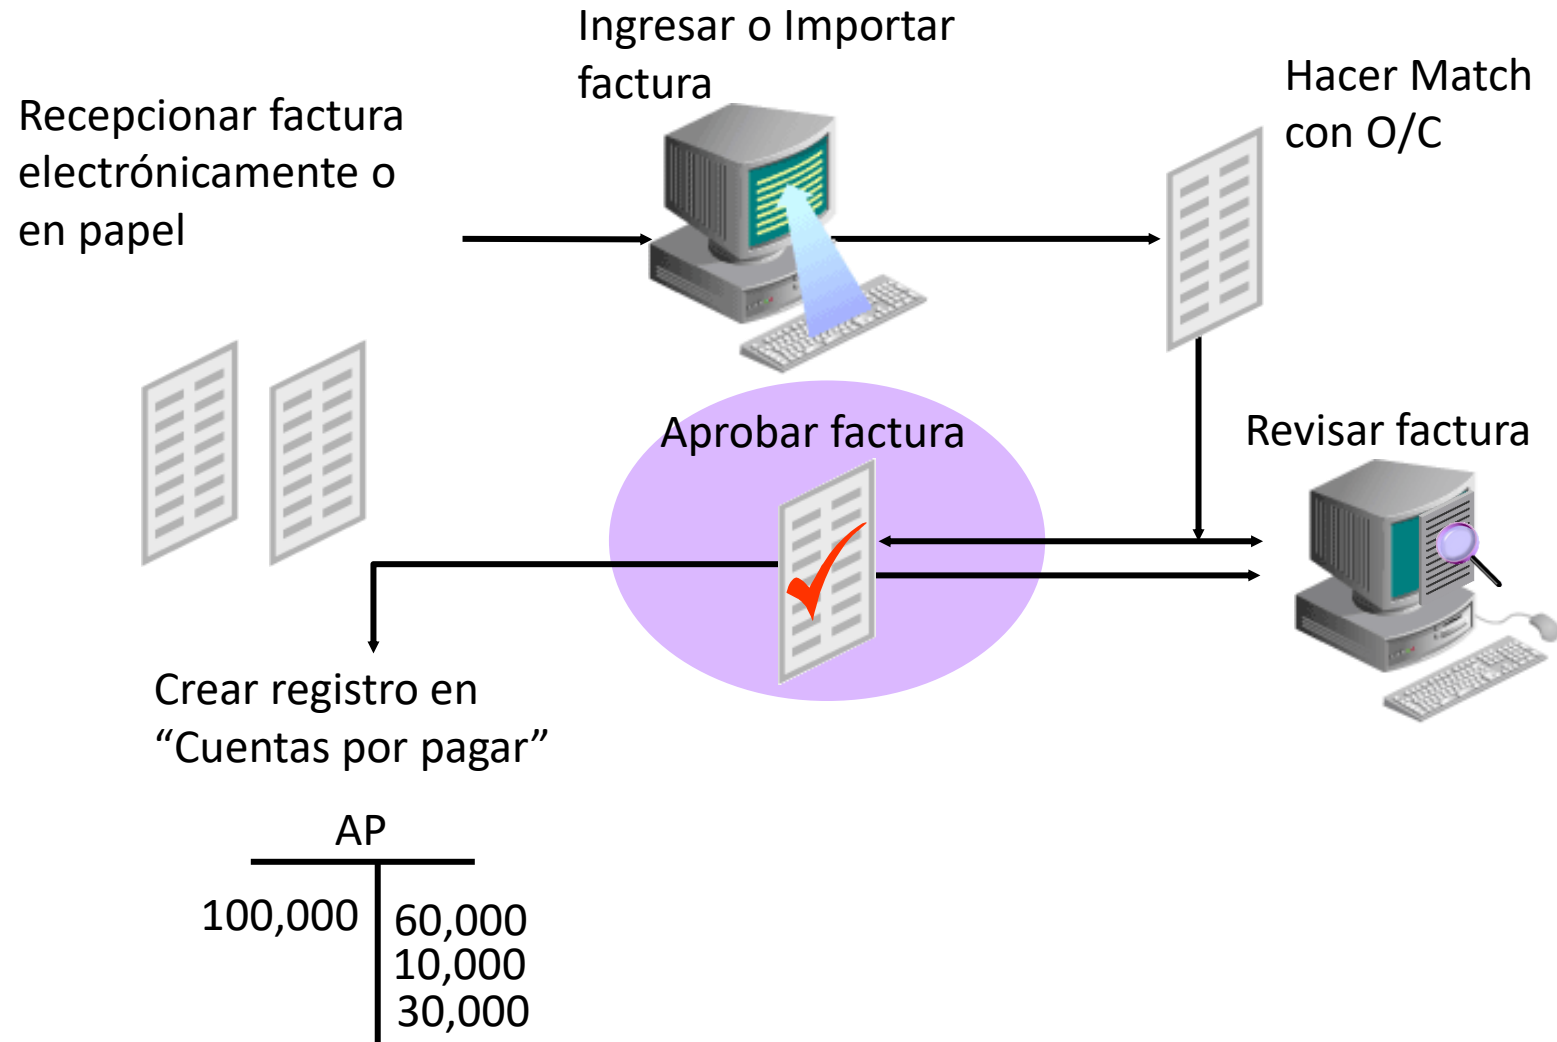 Recepcionar factura
electrónicamente o
en papel
Ingresar o Importar
factura
Hacer Match
con O/C
Revisar factura
Aprobar factura
Crear registro en
“Cuentas por pagar”
AP
100,000 60,000
10,000
30,000